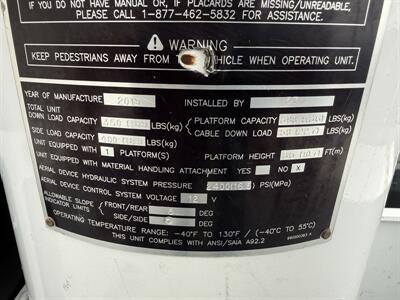 IF YOU DO NOT HAVE MANUAL OR, IF PLACARDS ARE MISSING/UNREADABLE,
PLEASE CALL 1-877-462-5832 FOR ASSISTANCE.
WARNING
KEEP PEDESTRIANS AWAY FROM VEHICLE WHEN OPERATING UNIT.
YEAR OF MANUFACTURE 2015 INSTALLED BY
TOTAL UNIT
DOWN LOAD CAPACITY LBS(kg) PLATFORM CAPACITY LBS(kg)
CABLE DOWN LOAD LBS(kg)
SIDE LOAD CAPACITY LBS(kg)
UNIT EQUIPPED WITH 1 PLATFORM(S) PLATFORM HEIGHT FT(m)
UNIT EQUIPPED WITH MATERIAL HANDLING ATTACHMENT YES NO X
AERIAL DEVICE HYDRAULIC SYSTEM PRESSURE PSI(MPa)
AERIAL DEVICE CONTROL SYSTEM VOLTAGE 12 V
ALLOWABLE SLOPE
INDICATOR LIMITS
FRONT/REAR DEG
SIDE/SIDE DEG
OPERATING TEMPERATURE RANGE: -40°F TO 130°F / (-40°C TO 55°C)
THIS UNIT COMPLIES WITH ANSI/SAIA A92.2